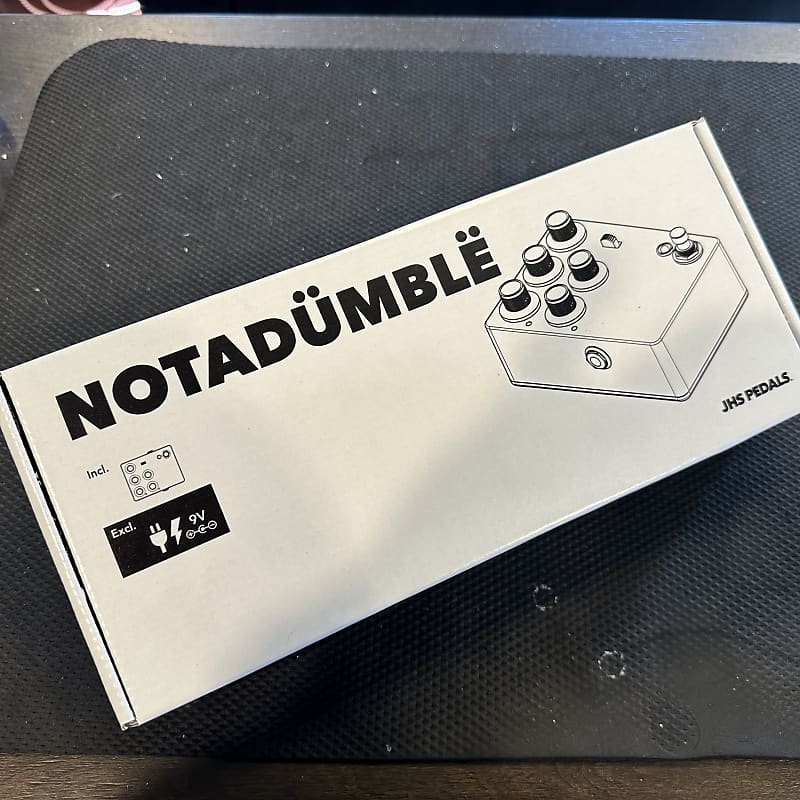 NOTADÜMBLË
JHS PEDALS
Incl.
Excl.
9V